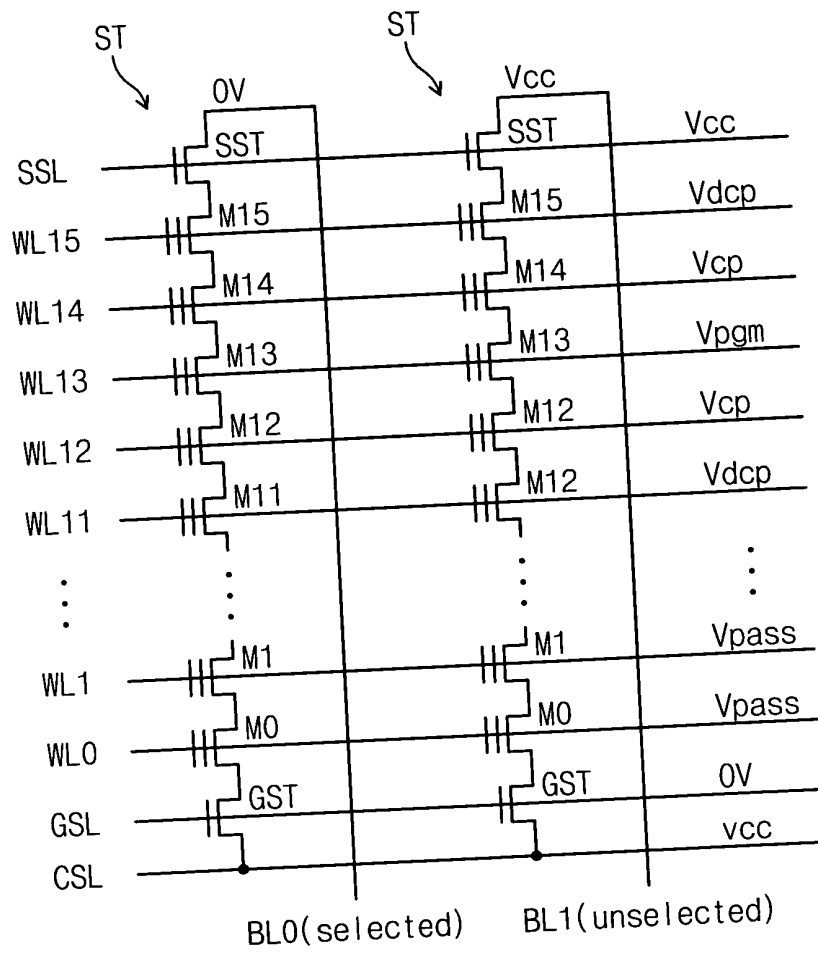 ST ST
0V Vcc
SSL SST SST Vcc
WL15 M15 M15 Vdcp
WL14 M14 M14 Vcp
WL13 M13 M13 Vpgm
WL12 M12 M12 Vcp
WL11 M11 M12 Vdcp
WL1 M1 M1 Vpass
WL0 M0 M0 Vpass
GSL GST GST 0V
CSL vcc
BL0(selected) BL1(unselected)